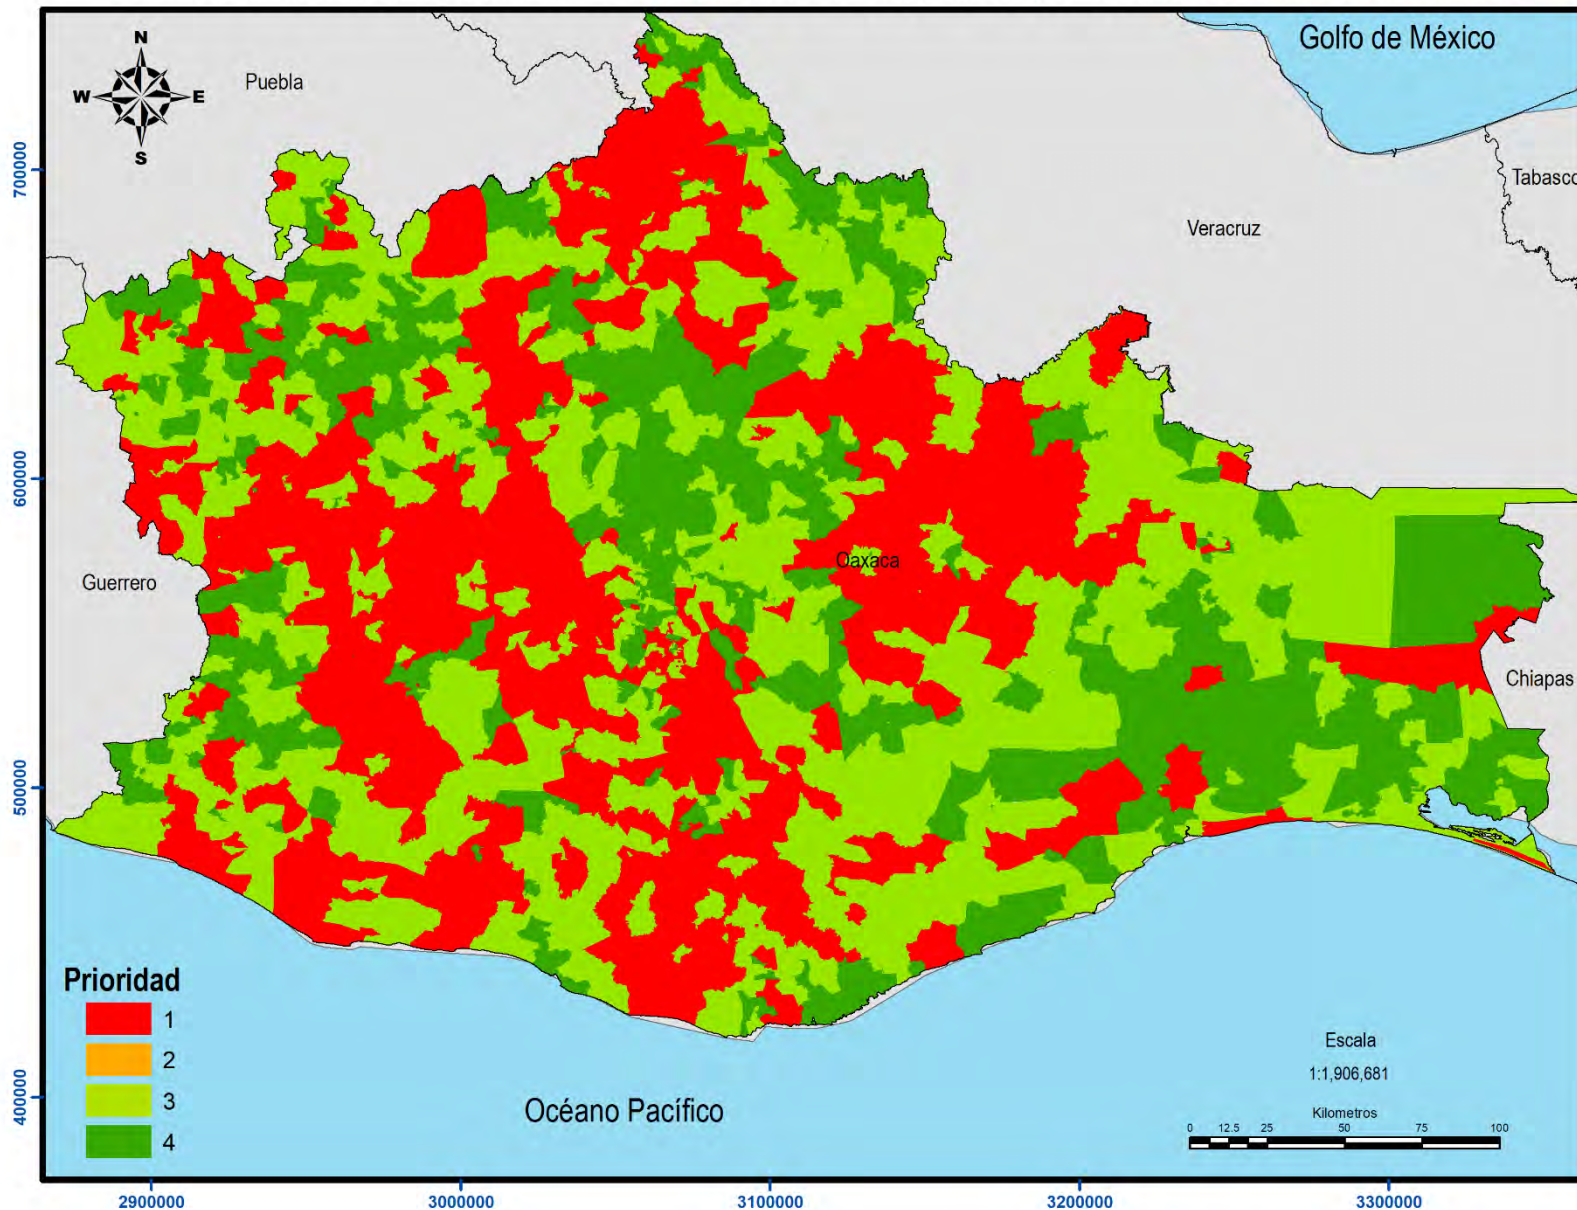 Golfo de México
N
W E
S
Puebla
700000
Tabasco
Veracruz
600000
Oaxaca
Guerrero
Chiapas
500000
Prioridad
1
2
3
4
Escala
1:1,906,681
Kilometros
0 12.5 25 50 75 100
400000
Océano Pacífico
2900000 3000000 3100000 3200000 3300000